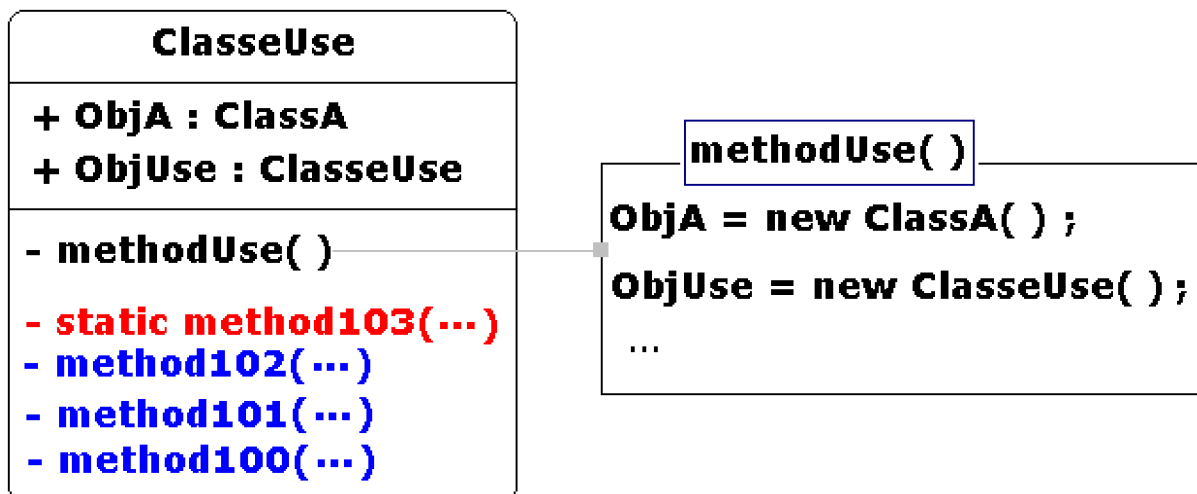 ClasseUse
+ ObjA : ClassA
+ ObjUse : ClasseUse
- methodUse( )
- static method103(...)
- method102(...)
- method101(...)
- method100(...)
methodUse( )
ObjA = new ClassA( ) ;
ObjUse = new ClasseUse( ) ;
...